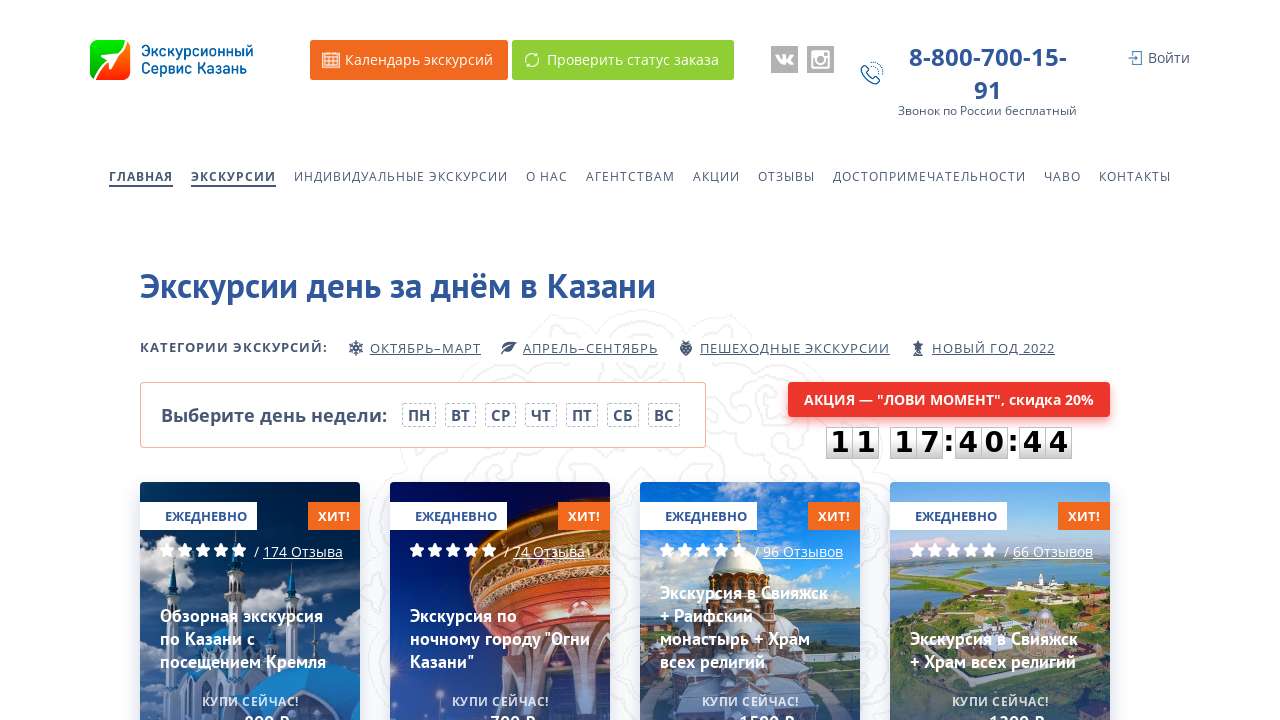 Экскурсионный
Сервис Казань
Календарь экскурсий
Проверить статус заказа
8-800-700-15-
91
Звонок по России бесплатный
Войти
ГЛАВНАЯ ЭКСКУРСИИ ИНДИВИДУАЛЬНЫЕ ЭКСКУРСИИ О НАС АГЕНТСТВАМ АКЦИИ ОТЗЫВЫ ДОСТОПРИМЕЧАТЕЛЬНОСТИ ЧАВО КОНТАКТЫ
Экскурсии день за днём в Казани
КАТЕГОРИИ ЭКСКУРСИЙ: ОКТЯБРЬ–МАРТ АПРЕЛЬ–СЕНТЯБРЬ ПЕШЕХОДНЫЕ ЭКСКУРСИИ НОВЫЙ ГОД 2022
Выберите день недели: ПН ВТ СР ЧТ ПТ СБ ВС
АКЦИЯ — "ЛОВИ МОМЕНТ", скидка 20%
11 17:40:44
ЕЖЕДНЕВНО ХИТ!
/ 174 Отзыва
Обзорная экскурсия
по Казани с
посещением Кремля
КУПИ СЕЙЧАС!
800 ₽
ЕЖЕДНЕВНО ХИТ!
/ 74 Отзыва
Экскурсия по
ночному городу "Огни
Казани"
КУПИ СЕЙЧАС!
700 ₽
ЕЖЕДНЕВНО ХИТ!
/ 96 Отзывов
Экскурсия в Свияжск
+ Раифский
монастырь + Храм
всех религий
КУПИ СЕЙЧАС!
1500 ₽
ЕЖЕДНЕВНО ХИТ!
/ 66 Отзывов
Экскурсия в Свияжск
+ Храм всех религий
КУПИ СЕЙЧАС!
1200 ₽